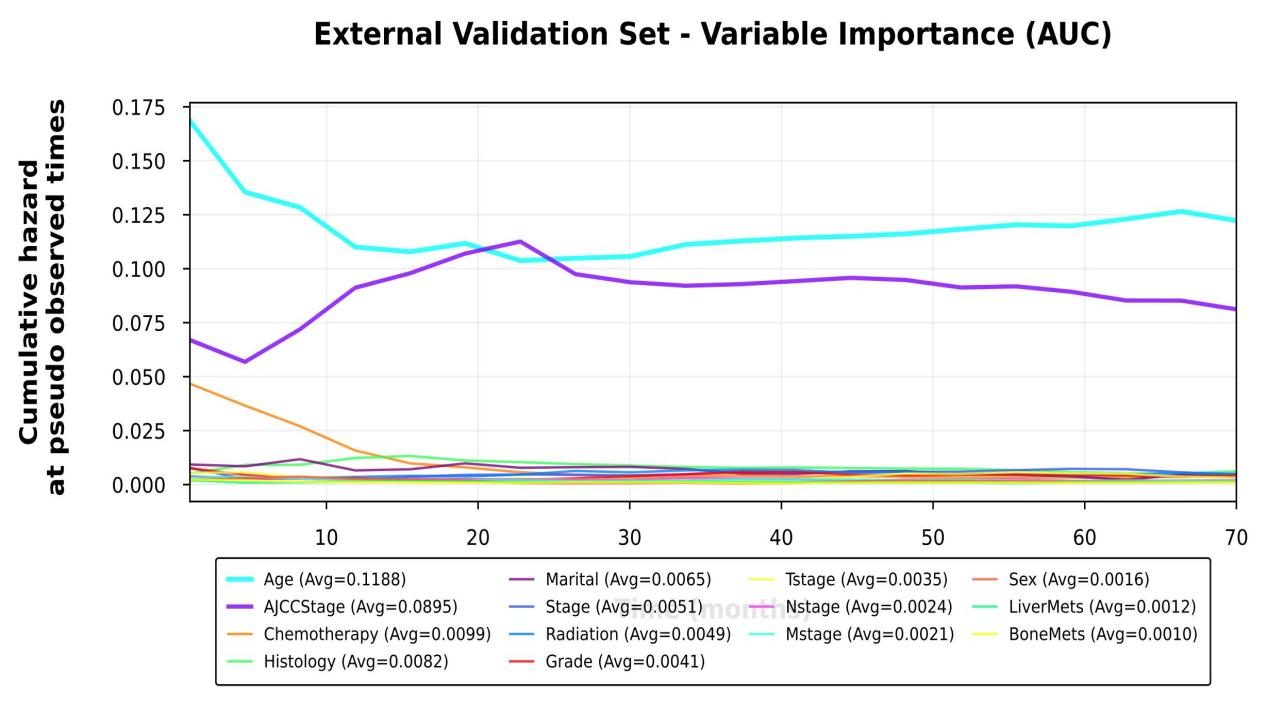 External Validation Set - Variable Importance (AUC)
Cumulative hazard
at pseudo observed times
0.175
0.150
0.125
0.100
0.075
0.050
0.025
0.000
10 20 30 40 50 60 70
Time (months)
Age (Avg=0.1188) Marital (Avg=0.0065) Tstage (Avg=0.0035) Sex (Avg=0.0016)
AJCCStage (Avg=0.0895) Stage (Avg=0.0051) Nstage (Avg=0.0024) LiverMets (Avg=0.0012)
Chemotherapy (Avg=0.0099) Radiation (Avg=0.0049) Mstage (Avg=0.0021) BoneMets (Avg=0.0010)
Histology (Avg=0.0082) Grade (Avg=0.0041)